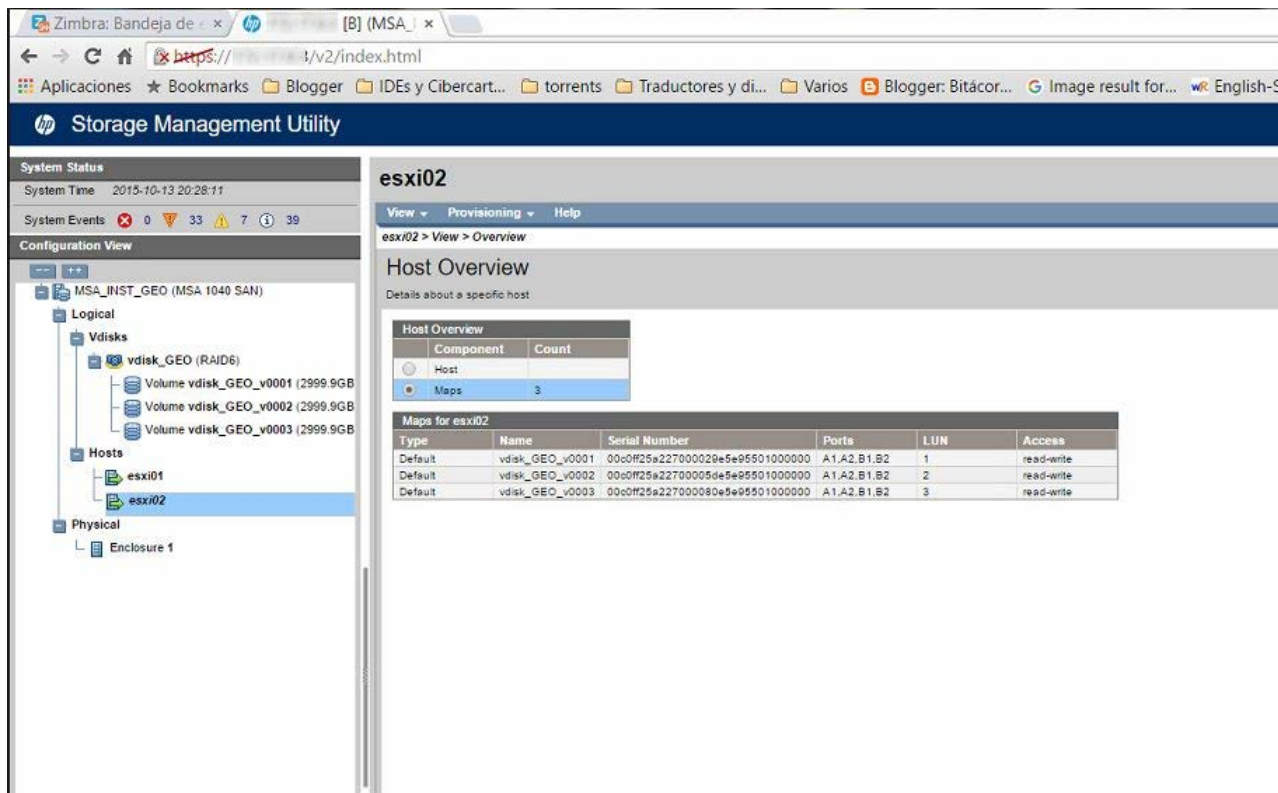 Zimbra: Bandeja de e
[B] (MSA_I
https:// /v2/index.html
Aplicaciones Bookmarks Blogger IDEs y Cibercart... torrents Traductores y di... Varios Blogger: Bitácor... Image result for... English-S
hp Storage Management Utility
System Status
System Time 2015-10-13 20:28:11
System Events 0 33 7 39
Configuration View
MSA_INST_GEO (MSA 1040 SAN)
Logical
Vdisks
vdisk_GEO (RAID6)
Volume vdisk_GEO_v0001 (2999.9GB
Volume vdisk_GEO_v0002 (2999.9GB
Volume vdisk_GEO_v0003 (2999.9GB
Hosts
esxi01
esxi02
Physical
Enclosure 1
esxi02
View Provisioning Help
esxi02 > View > Overview
Host Overview
Details about a specific host
Host Overview
Component Count
Host
Maps 3
Maps for esxi02
Type Name Serial Number Ports LUN Access
Default vdisk_GEO_v0001 00c0ff25a227000029e5e95501000000 A1,A2,B1,B2 1 read-write
Default vdisk_GEO_v0002 00c0ff25a22700005de5e95501000000 A1,A2,B1,B2 2 read-write
Default vdisk_GEO_v0003 00c0ff25a227000080e5e95501000000 A1,A2,B1,B2 3 read-write